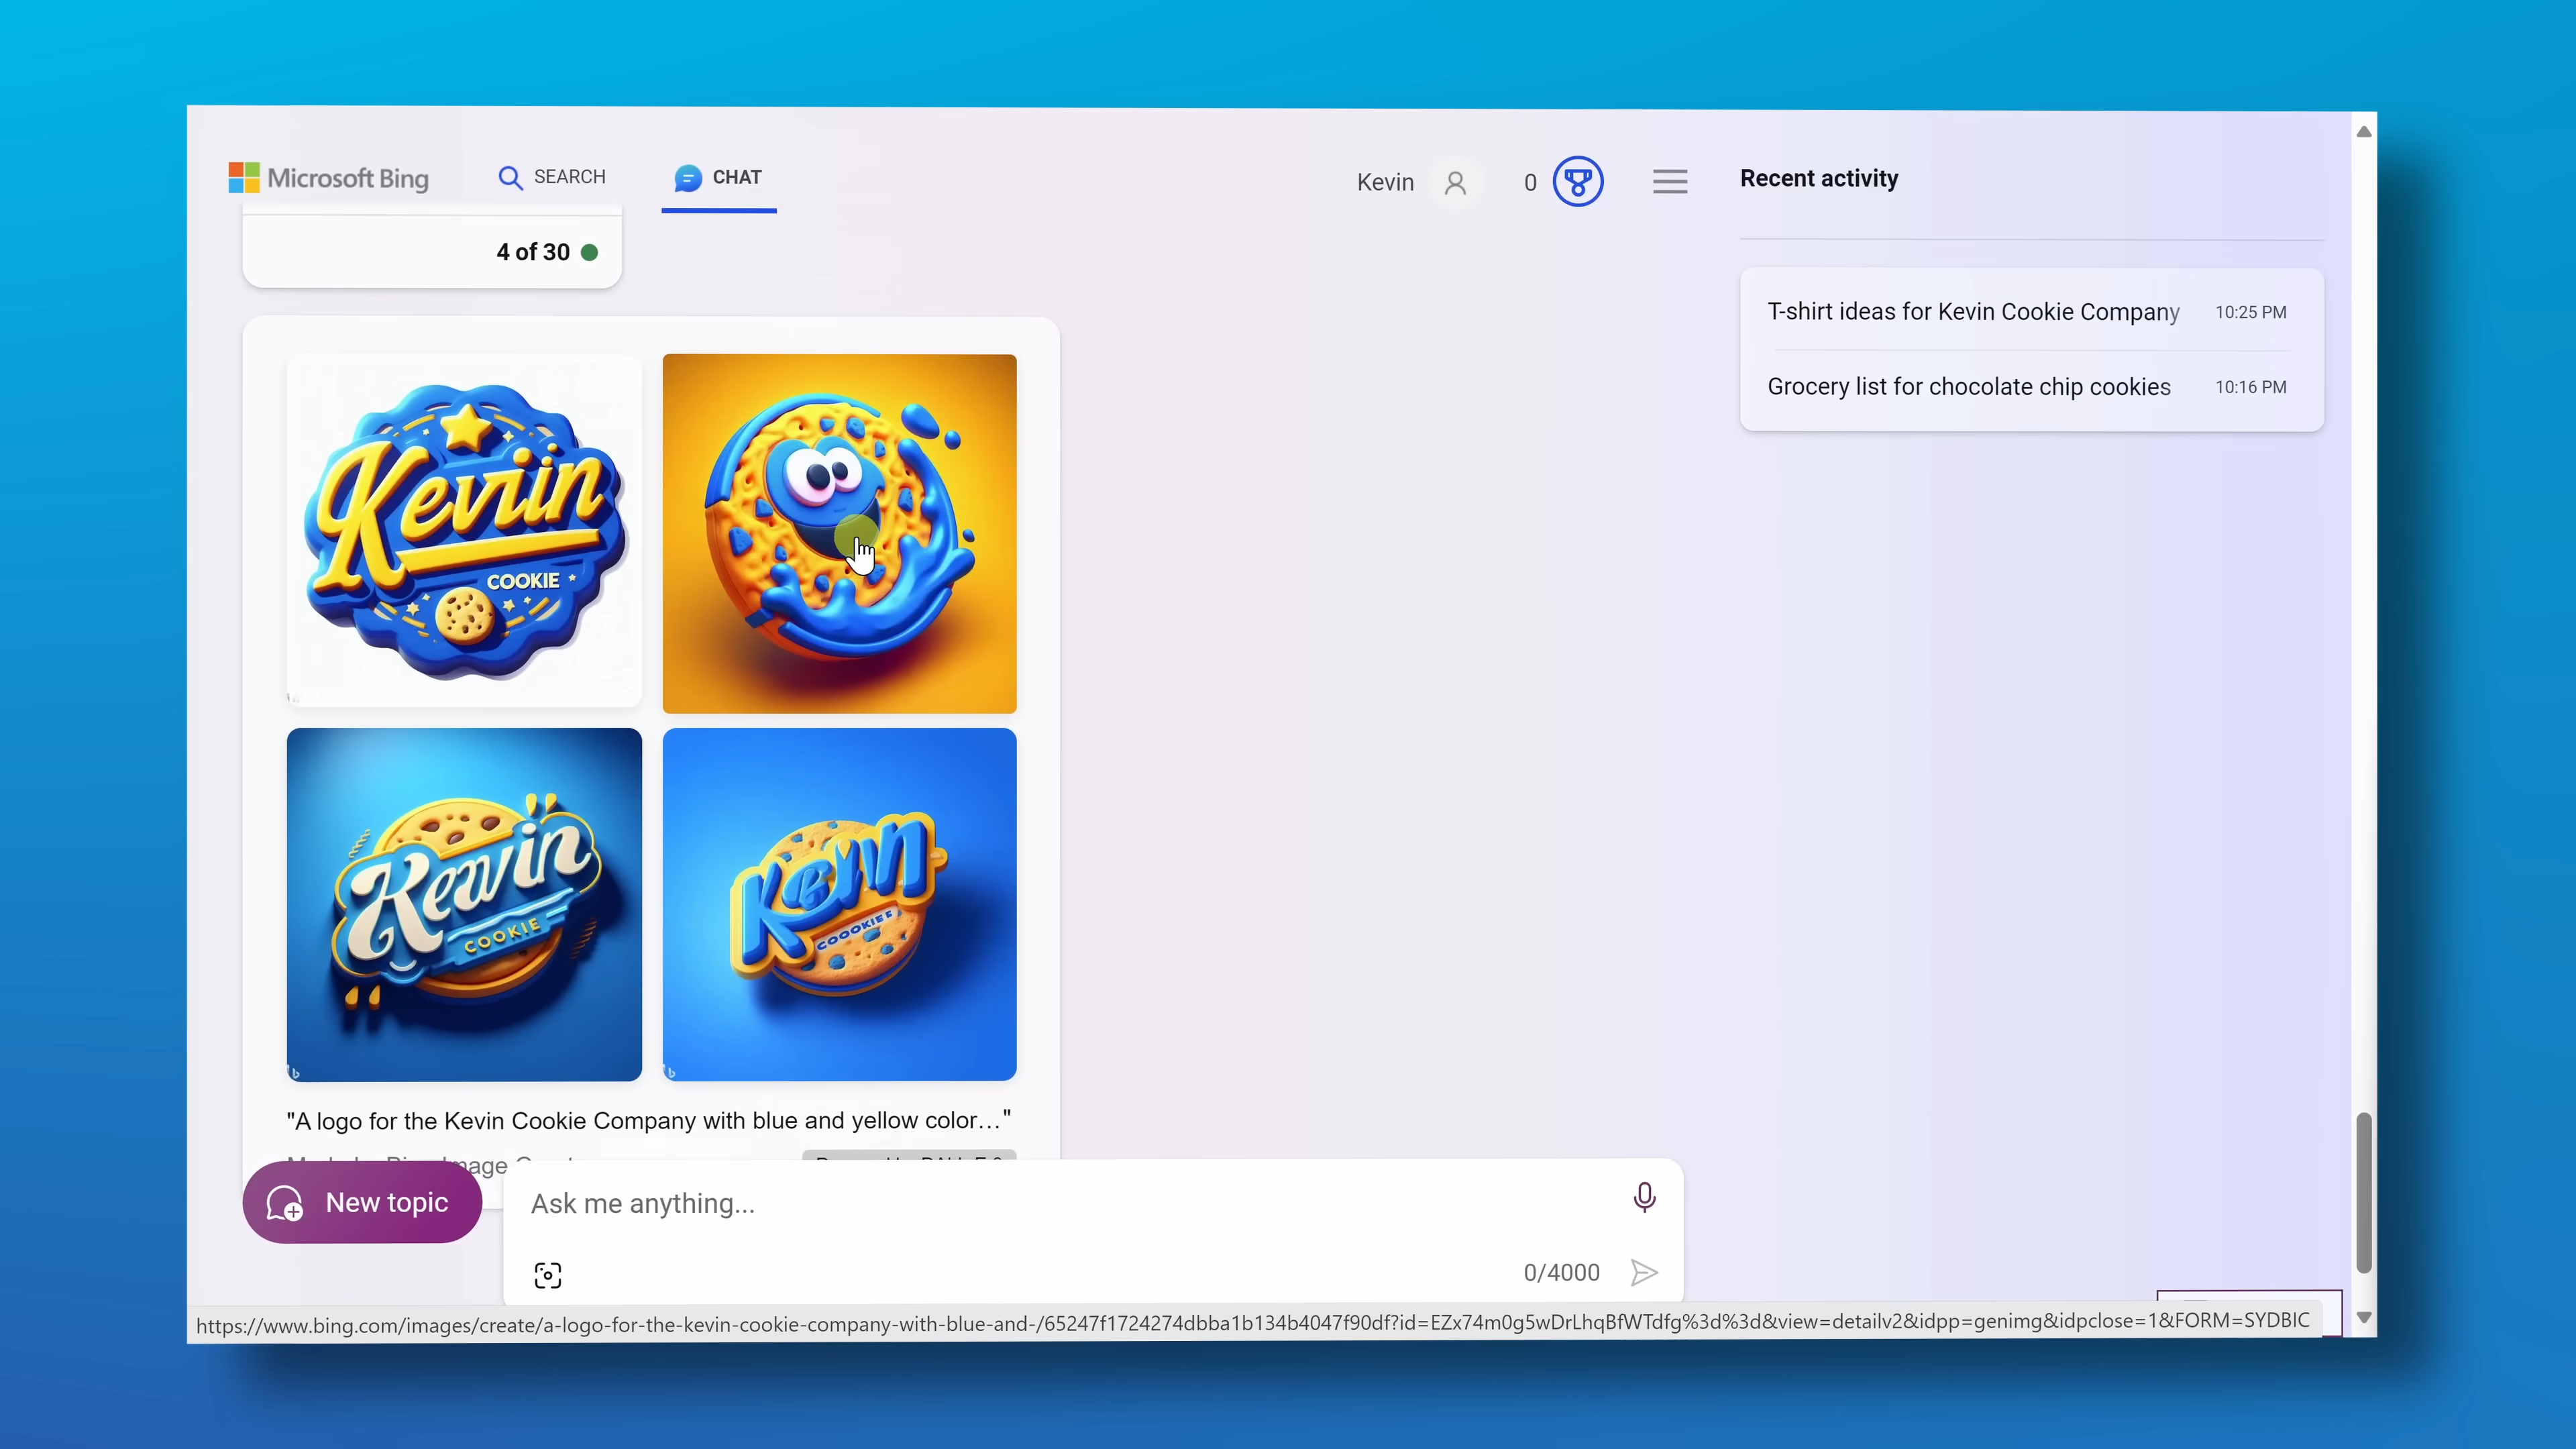 Microsoft Bing
SEARCH
CHAT
Kevin
0
Recent activity
4 of 30
T-shirt ideas for Kevin Cookie Company 10:25 PM
Grocery list for chocolate chip cookies 10:16 PM
Keviin
COOKIE
Kewin
COOKIE
Kevin
COOOKIES
"A logo for the Kevin Cookie Company with blue and yellow color..."
New topic
Ask me anything...
0/4000
https://www.bing.com/images/create/a-logo-for-the-kevin-cookie-company-with-blue-and-/65247f1724274dbba1b134b4047f90df?id=EZx74m0g5wDrLhqBfWTdfg%3d%3d&view=detailv2&idpp=genimg&idpclose=1&FORM=SYDBIC